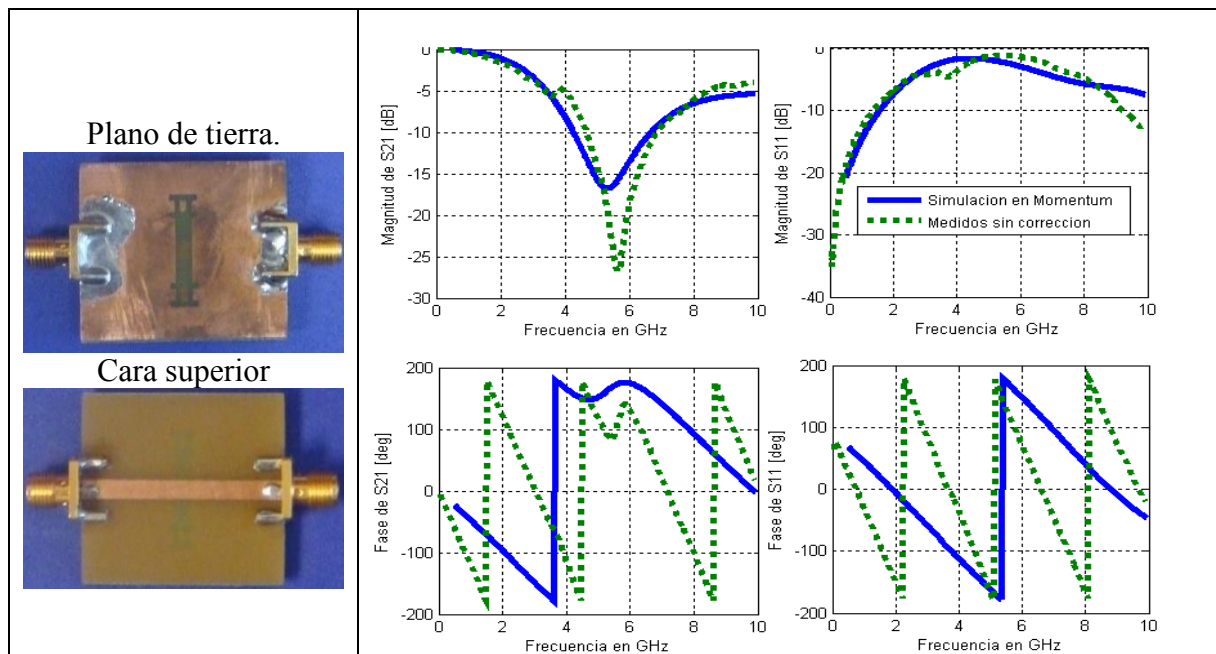 Plano de tierra.
Cara superior
Magnitud de S21 [dB]
0
-5
-10
-15
-20
-25
-30
0 2 4 6 8 10
Frecuencia en GHz
Magnitud de S11 [dB]
0
-10
-20
-30
-40
0 2 4 6 8 10
Frecuencia en GHz
Simulacion en Momentum
Medidos sin correccion
Fase de S21 [deg]
200
100
0
-100
-200
0 2 4 6 8 10
Frecuencia en GHz
Fase de S11 [deg]
200
100
0
-100
-200
0 2 4 6 8 10
Frecuencia en GHz